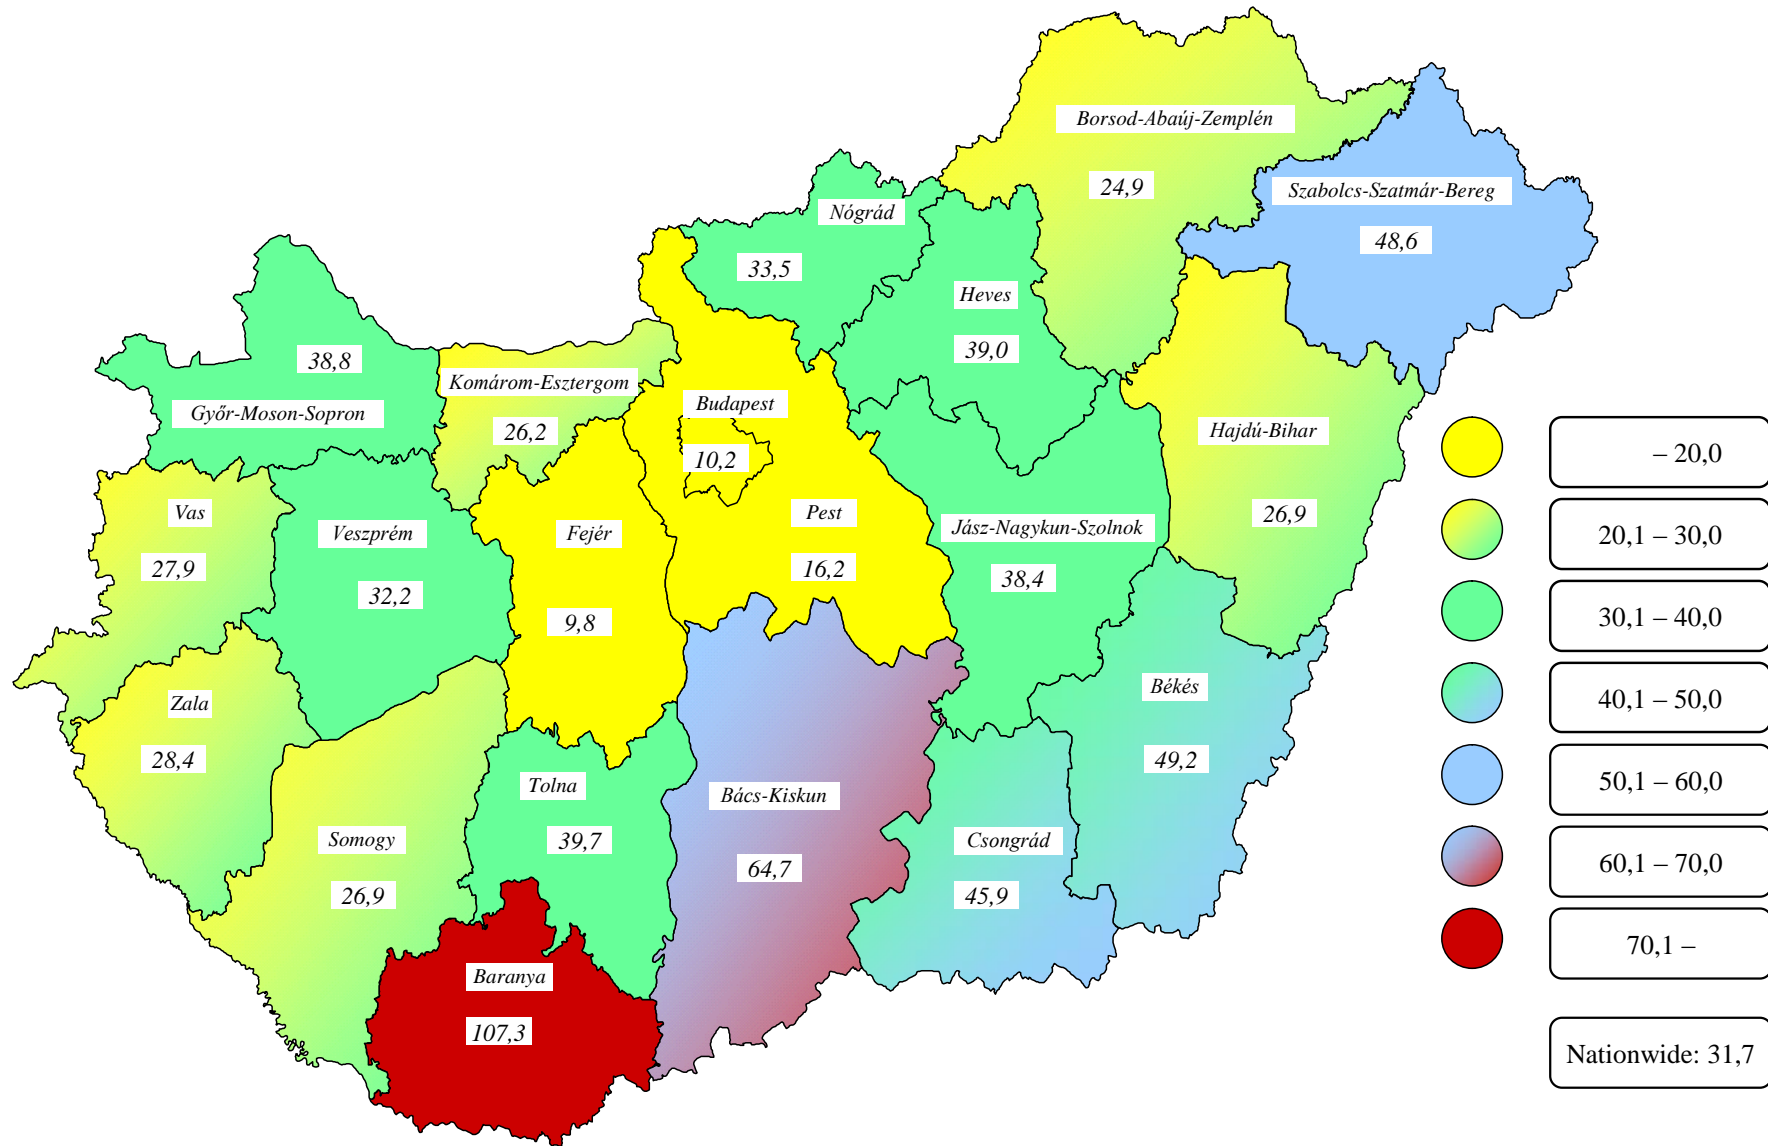 Borsod-Abaúj-Zemplén
24,9
Szabolcs-Szatmár-Bereg
48,6
Nógrád
33,5
Heves
39,0
38,8
Győr-Moson-Sopron
Komárom-Esztergom
26,2
Budapest
10,2
Hajdú-Bihar
26,9
Vas
27,9
Veszprém
32,2
Fejér
9,8
Pest
16,2
Jász-Nagykun-Szolnok
38,4
Zala
28,4
Békés
49,2
Somogy
26,9
Tolna
39,7
Bács-Kiskun
64,7
Csongrád
45,9
Baranya
107,3
– 20,0
20,1 – 30,0
30,1 – 40,0
40,1 – 50,0
50,1 – 60,0
60,1 – 70,0
70,1 –
Nationwide: 31,7